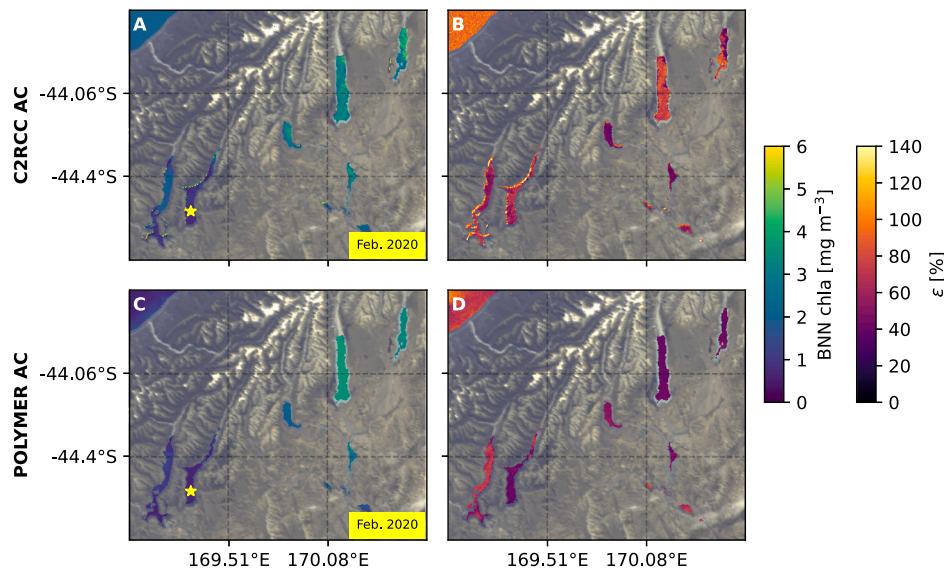 A
B
C2RCC AC
-44.06°S
-44.4°S
Feb. 2020
C
D
POLYMER AC
-44.06°S
-44.4°S
Feb. 2020
169.51°E
170.08°E
169.51°E
170.08°E
6
5
4
3
2
1
0
BNN chla [mg m⁻³]
140
120
100
80
60
40
20
0
ε [%]